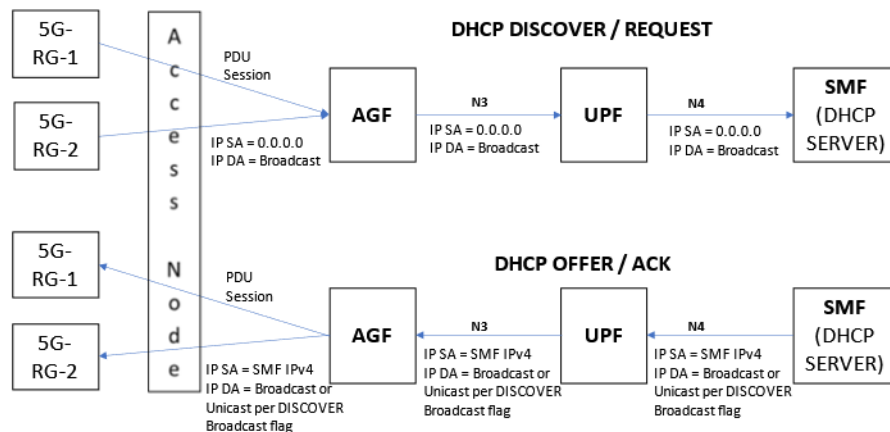 5G-
RG-1
5G-
RG-2
Access Node
DHCP DISCOVER / REQUEST
PDU
Session
AGF
N3
UPF
N4
SMF
(DHCP
SERVER)
IP SA = 0.0.0.0
IP DA = Broadcast
IP SA = 0.0.0.0
IP DA = Broadcast
IP SA = 0.0.0.0
IP DA = Broadcast
5G-
RG-1
5G-
RG-2
DHCP OFFER / ACK
PDU
Session
AGF
N3
UPF
N4
SMF
(DHCP
SERVER)
IP SA = SMF IPv4
IP DA = Broadcast or
Unicast per DISCOVER
Broadcast flag
IP SA = SMF IPv4
IP DA = Broadcast or
Unicast per DISCOVER
Broadcast flag
IP SA = SMF IPv4
IP DA = Broadcast or
Unicast per DISCOVER
Broadcast flag